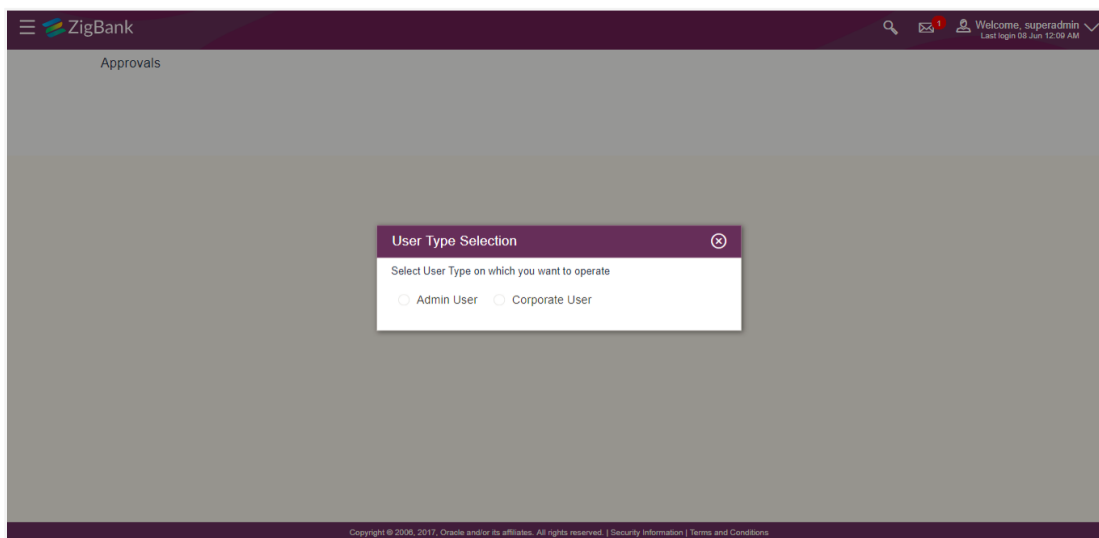 ZigBank
1
Welcome, superadmin
Last login 08 Jun 12:09 AM
Approvals
User Type Selection
Select User Type on which you want to operate
Admin User Corporate User
Copyright © 2006, 2017, Oracle and/or its affiliates. All rights reserved. | Security Information | Terms and Conditions